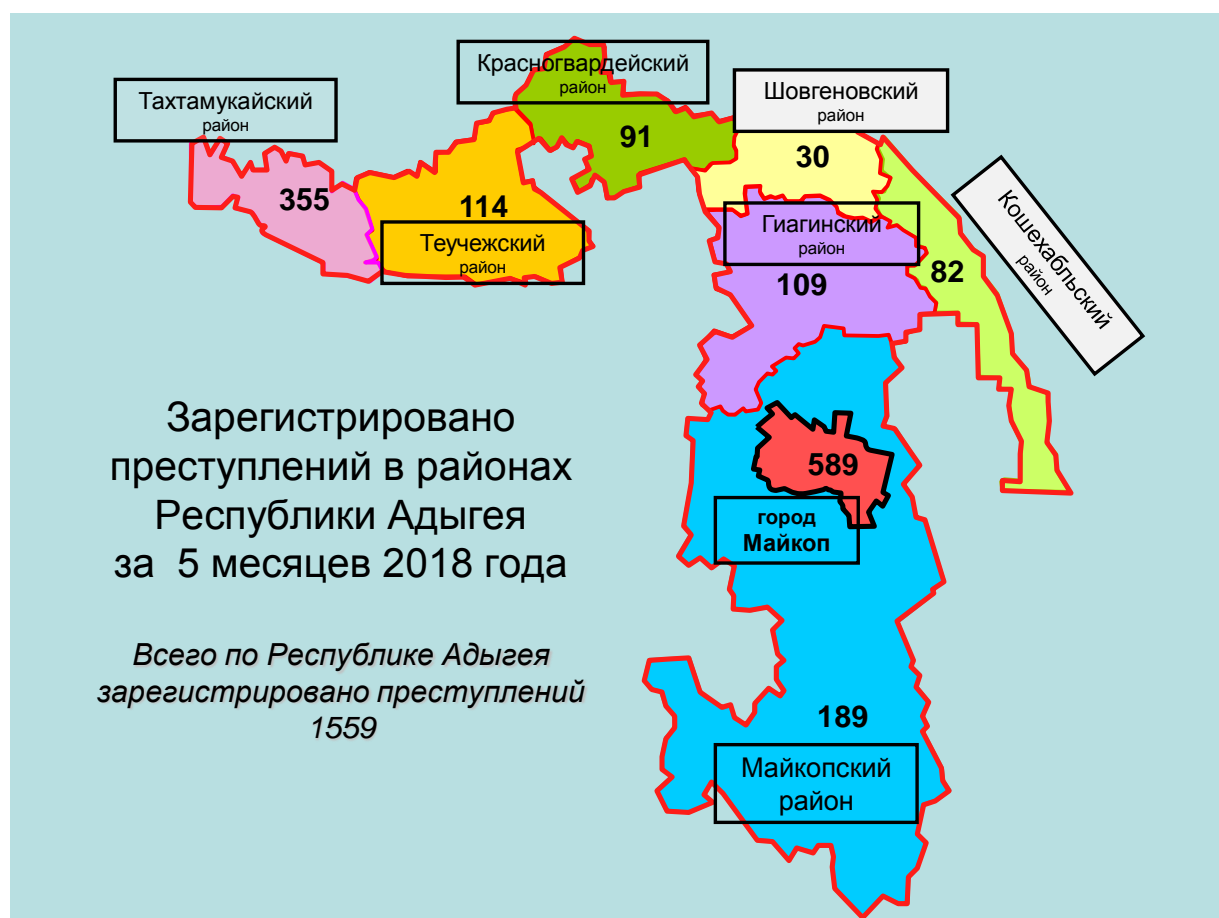 Красногвардейский
район
Тахтамукайский
район
Шовгеновский
район
91
30
355
114
Теучежский
район
Гиагинский
район
Кошехабльский
район
82
109
Зарегистрировано
преступлений в районах
Республики Адыгея
за 5 месяцев 2018 года
589
город
Майкоп
Всего по Республике Адыгея
зарегистрировано преступлений
1559
189
Майкопский
район